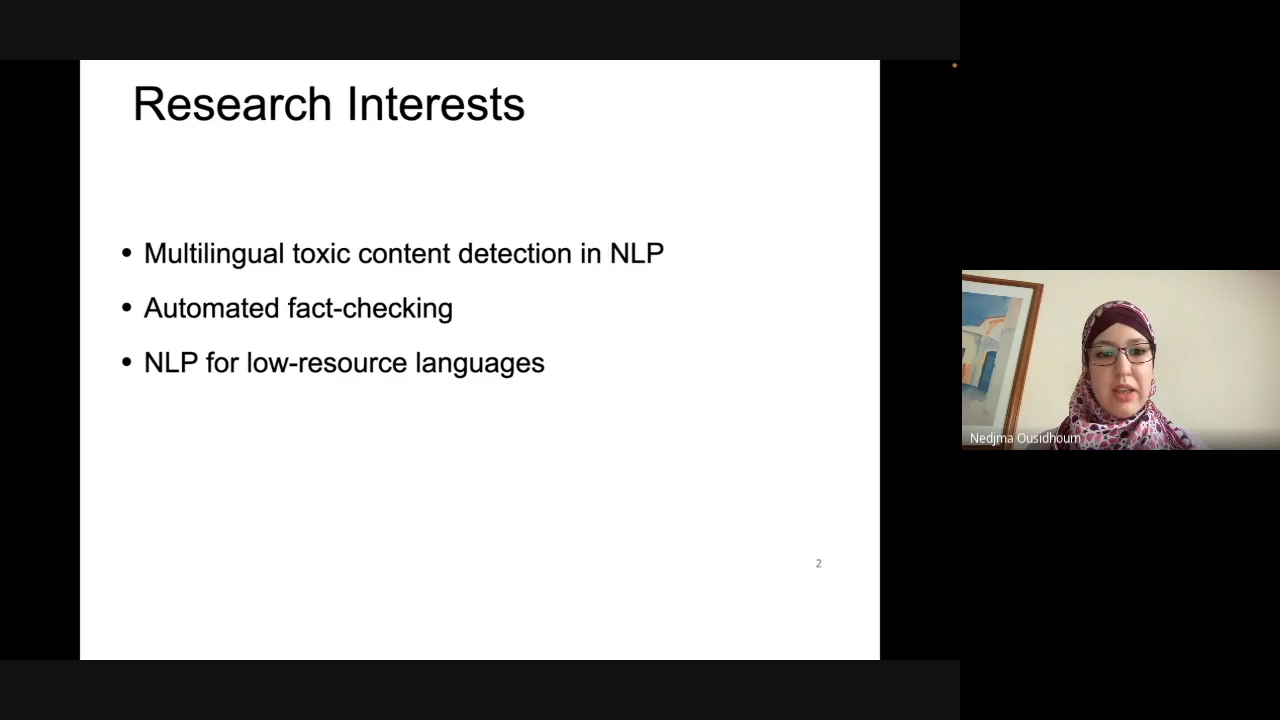 Research Interests
• Multilingual toxic content detection in NLP
• Automated fact-checking
• NLP for low-resource languages
2
Nedjma Ousidhoum